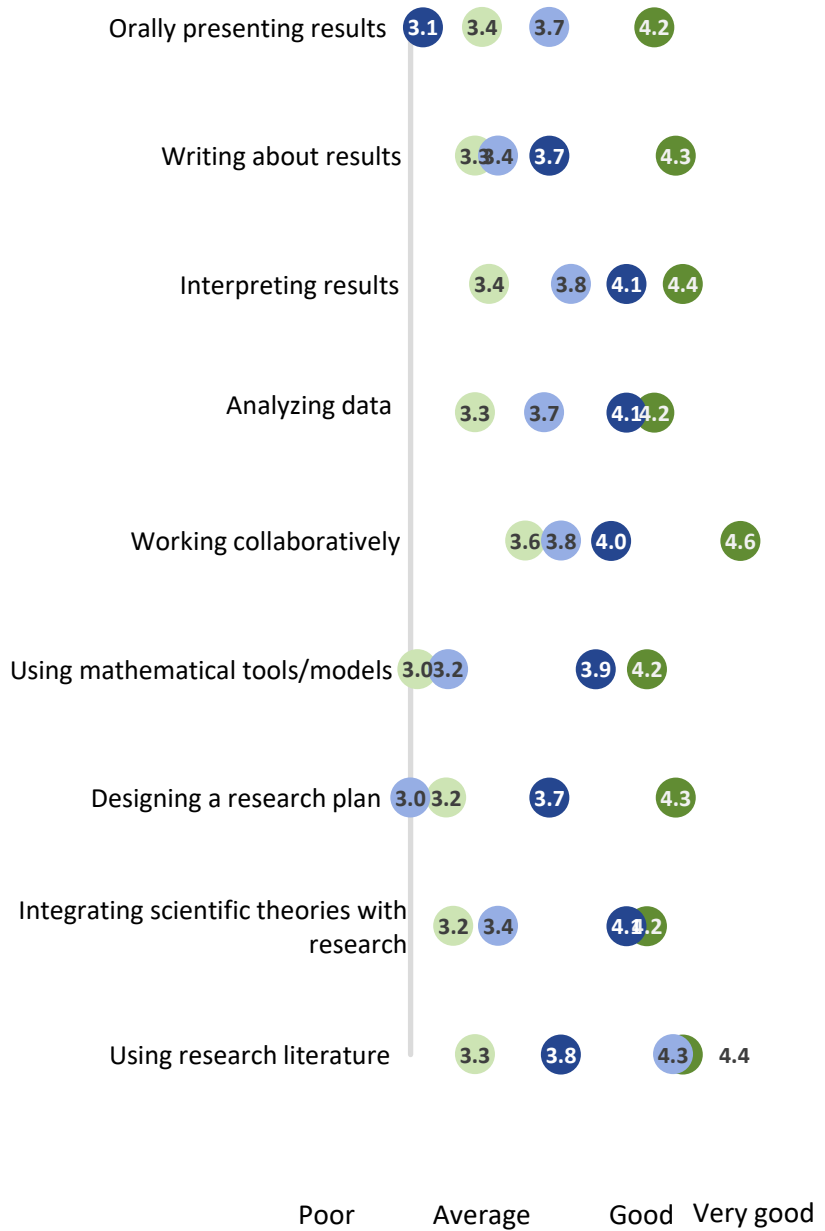 Orally presenting results 3.1 3.4 3.7 4.2
Writing about results 3.3 3.4 3.7 4.3
Interpreting results 3.4 3.8 4.1 4.4
Analyzing data 3.3 3.7 4.1 4.2
Working collaboratively 3.6 3.8 4.0 4.6
Using mathematical tools/models 3.0 3.2 3.9 4.2
Designing a research plan 3.0 3.2 3.7 4.3
Integrating scientific theories with
research 3.2 3.4 4.1 4.2
Using research literature 3.3 3.8 4.3 4.4
Poor Average Good Very good